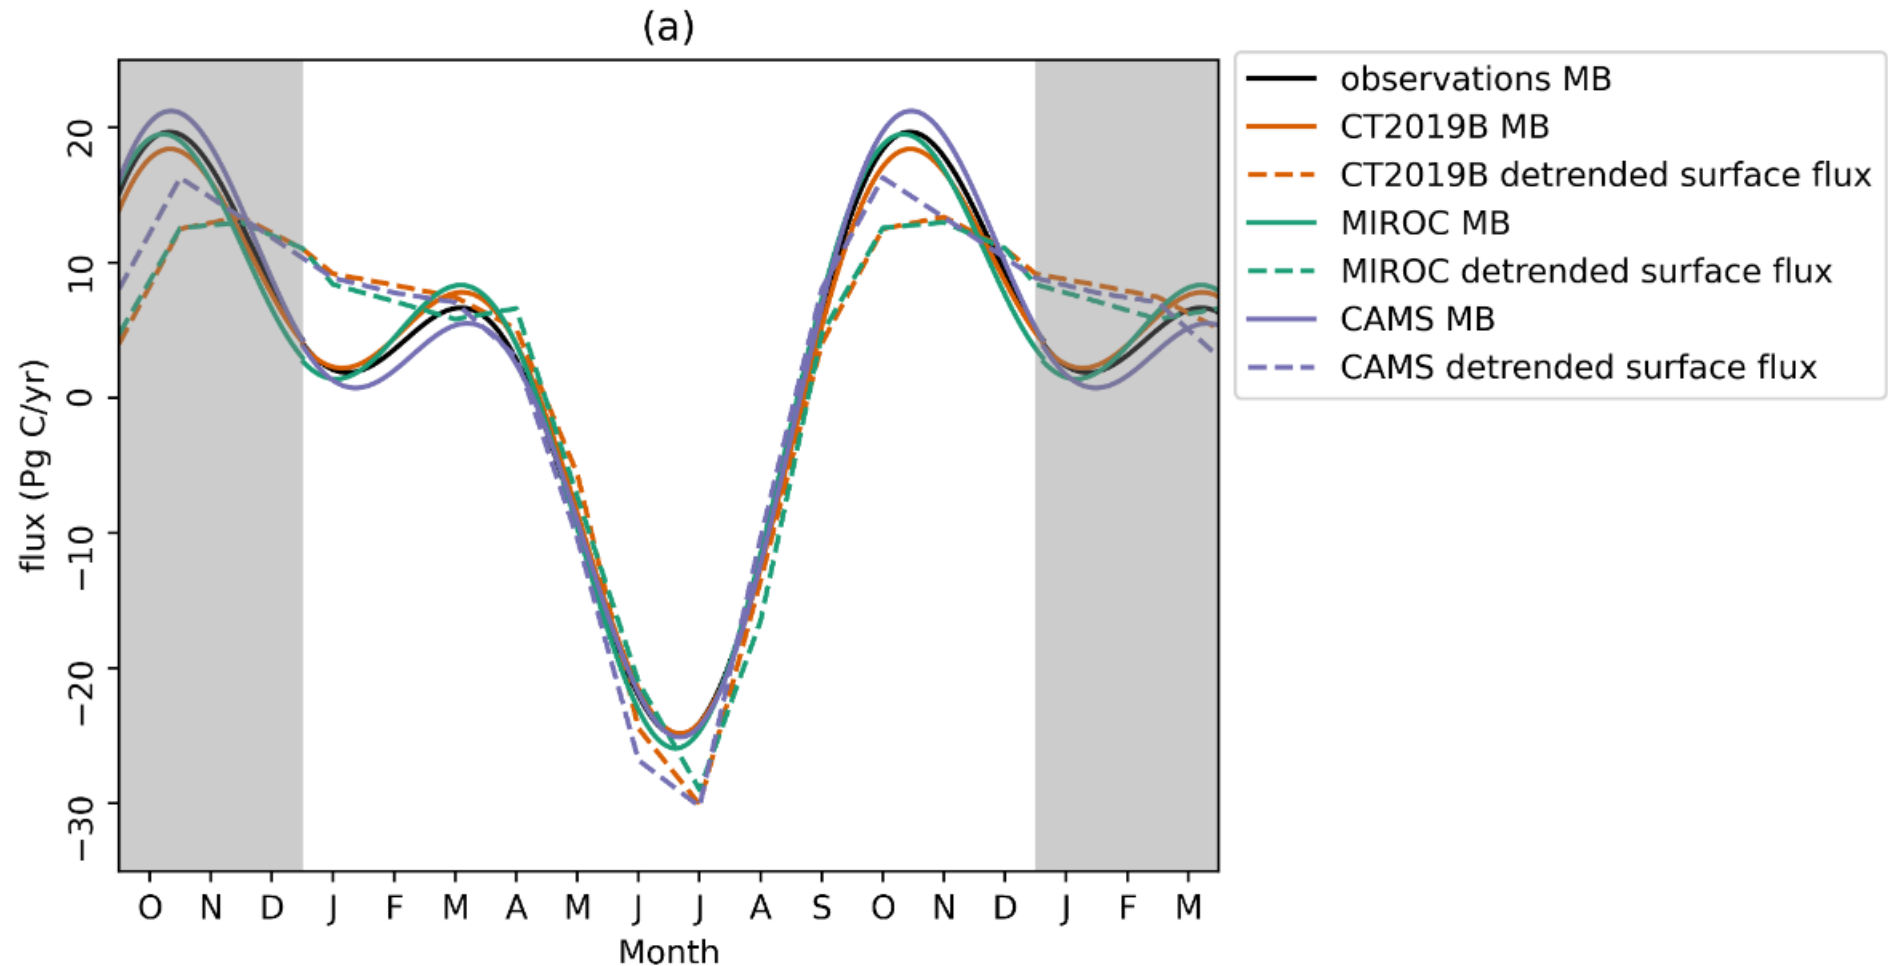 (a)
flux (Pg C/yr)
20
10
0
−10
−20
−30
O N D J F M A M J J A S O N D J F M
Month
observations MB
CT2019B MB
CT2019B detrended surface flux
MIROC MB
MIROC detrended surface flux
CAMS MB
CAMS detrended surface flux